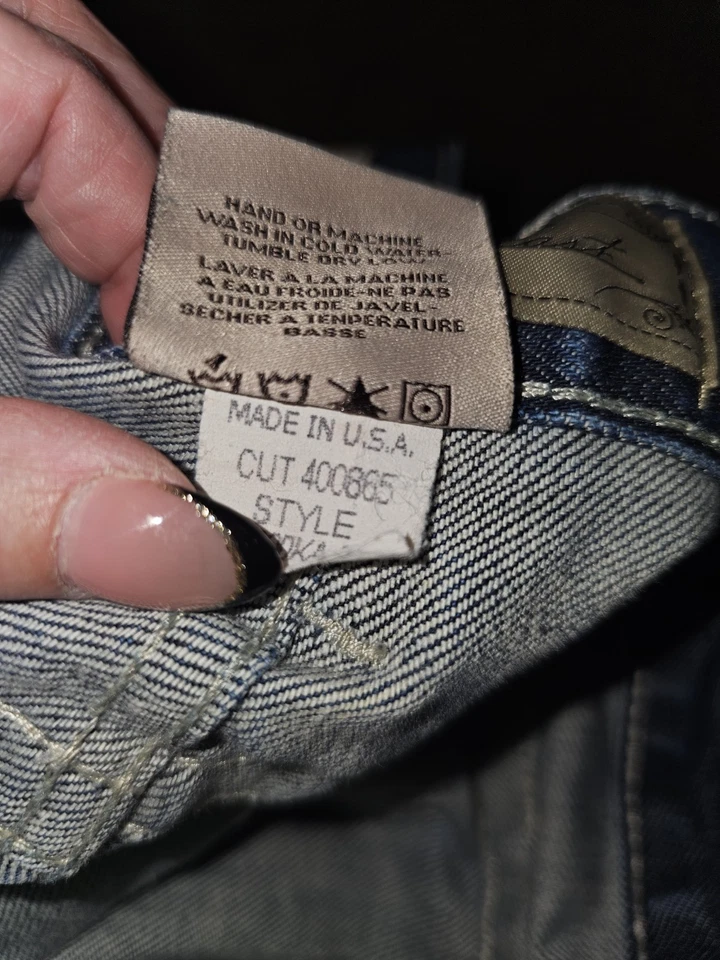 HAND OR MACHINE
WASH IN COLD WATER-
TUMBLE DRY LOW
LAVER A LA MACHINE
A EAU FROIDE-NE PAS
UTILIZER DE JAVEL-
SECHER A TENPERATURE
BASSE
MADE IN U.S.A.
CUT 400865
STYLE